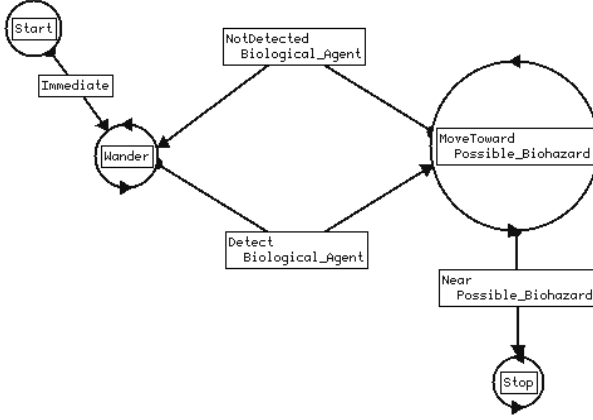 Start
NotDetected
Biological_Agent
Immediate
MoveToward
Possible_Biohazard
Wander
Detect
Biological_Agent
Near
Possible_Biohazard
Stop